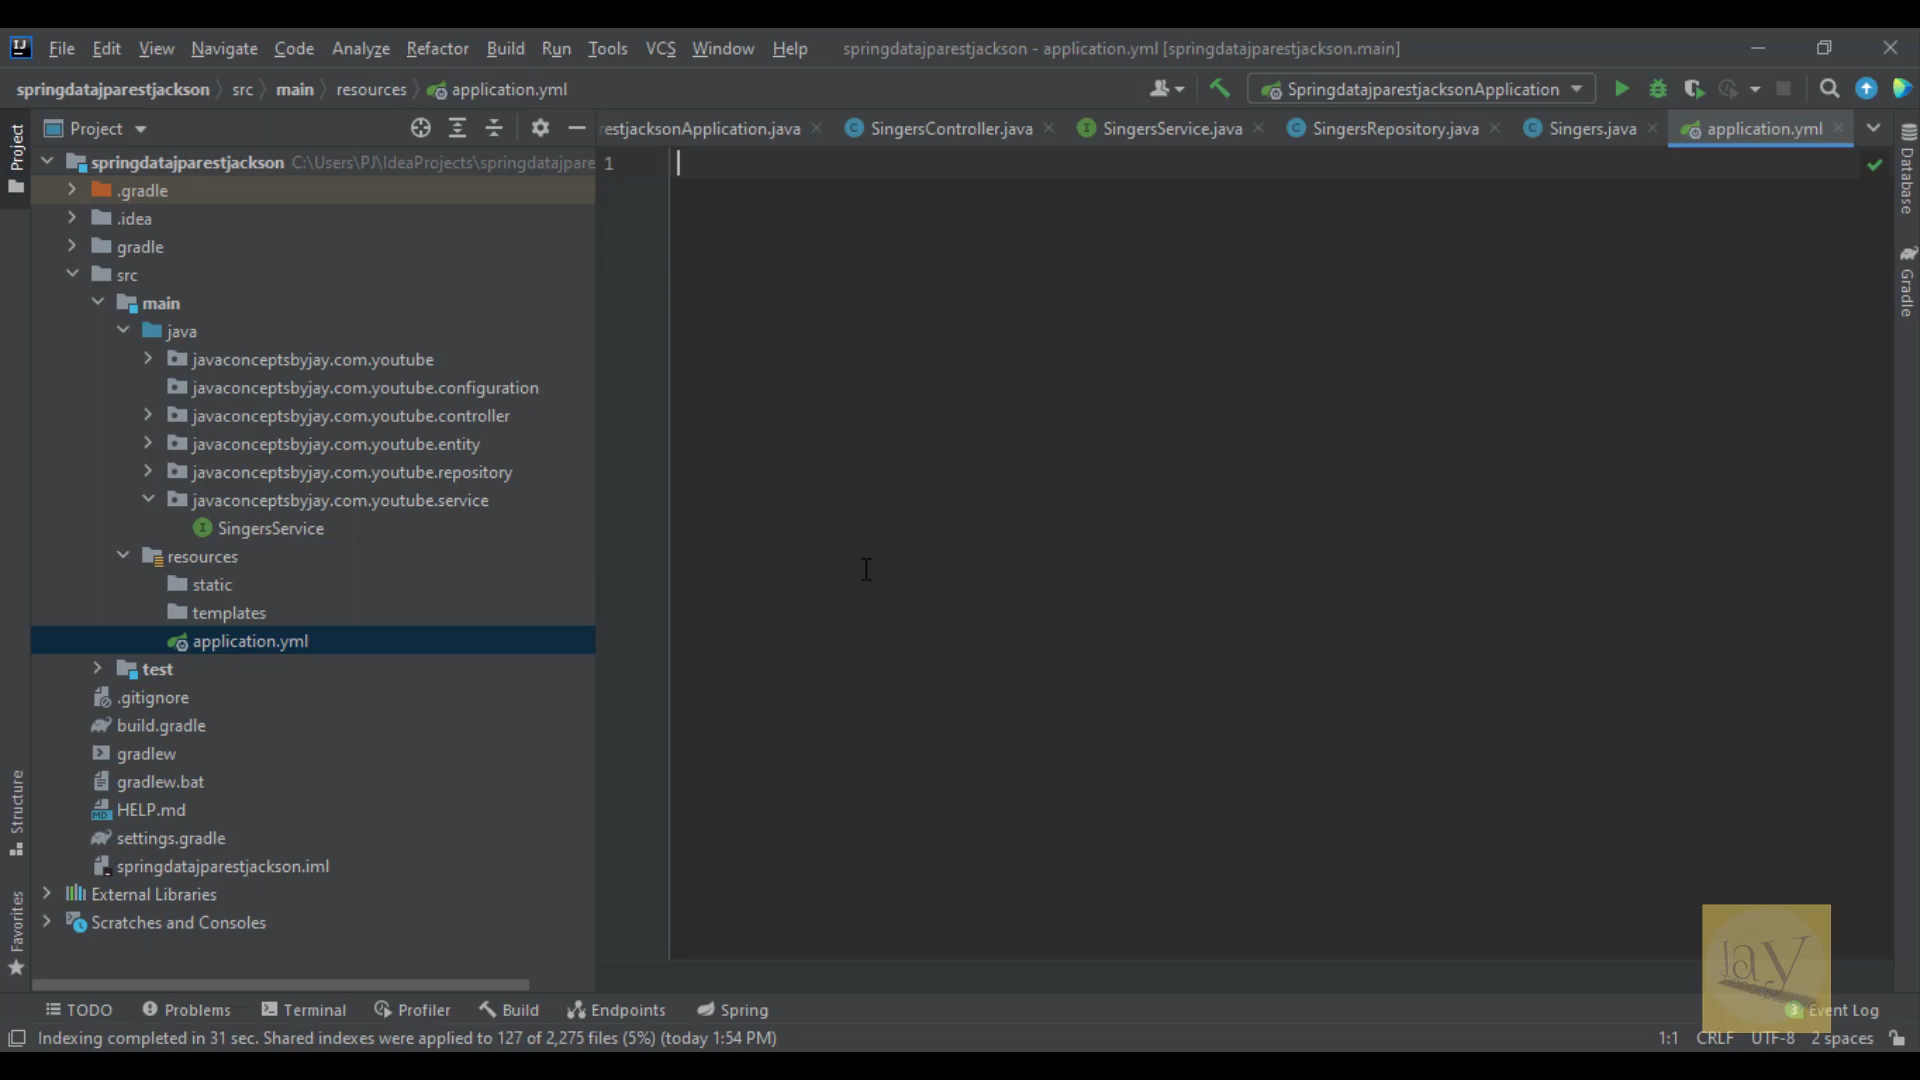 IJ File Edit View Navigate Code Analyze Refactor Build Run Tools VCS Window Help springdatajparestjackson - application.yml [springdatajparestjackson.main]
springdatajparestjackson src main resources application.yml SpringdatajparestjacksonApplication
Project
restjacksonApplication.java SingersController.java SingersService.java SingersRepository.java Singers.java application.yml
1
Project
springdatajparestjackson C:\Users\PJ\IdeaProjects\springdatajpare
.gradle
.idea
gradle
src
main
java
javaconceptsbyjay.com.youtube
javaconceptsbyjay.com.youtube.configuration
javaconceptsbyjay.com.youtube.controller
javaconceptsbyjay.com.youtube.entity
javaconceptsbyjay.com.youtube.repository
javaconceptsbyjay.com.youtube.service
SingersService
resources
static
templates
application.yml
test
.gitignore
build.gradle
gradlew
gradlew.bat
HELP.md
settings.gradle
springdatajparestjackson.iml
External Libraries
Scratches and Consoles
Structure
Favorites
Database
Gradle
Jay
TODO Problems Terminal Profiler Build Endpoints Spring 3 Event Log
Indexing completed in 31 sec. Shared indexes were applied to 127 of 2,275 files (5%) (today 1:54 PM) 1:1 CRLF UTF-8 2 spaces